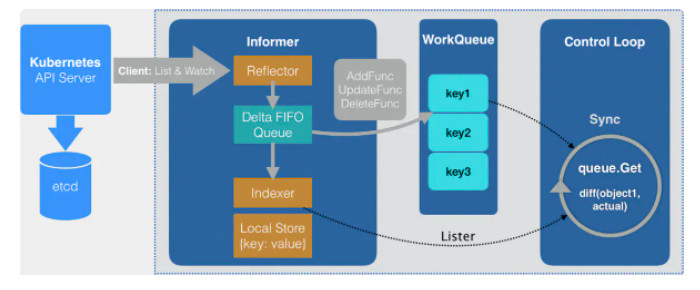 Kubernetes
API Server
etcd
Client: List & Watch
Informer
Reflector
Delta FIFO
Queue
Indexer
Local Store
{key: value}
AddFunc
UpdateFunc
DeleteFunc
WorkQueue
key1
key2
key3
Lister
Control Loop
Sync
queue.Get
diff(object1,
actual)